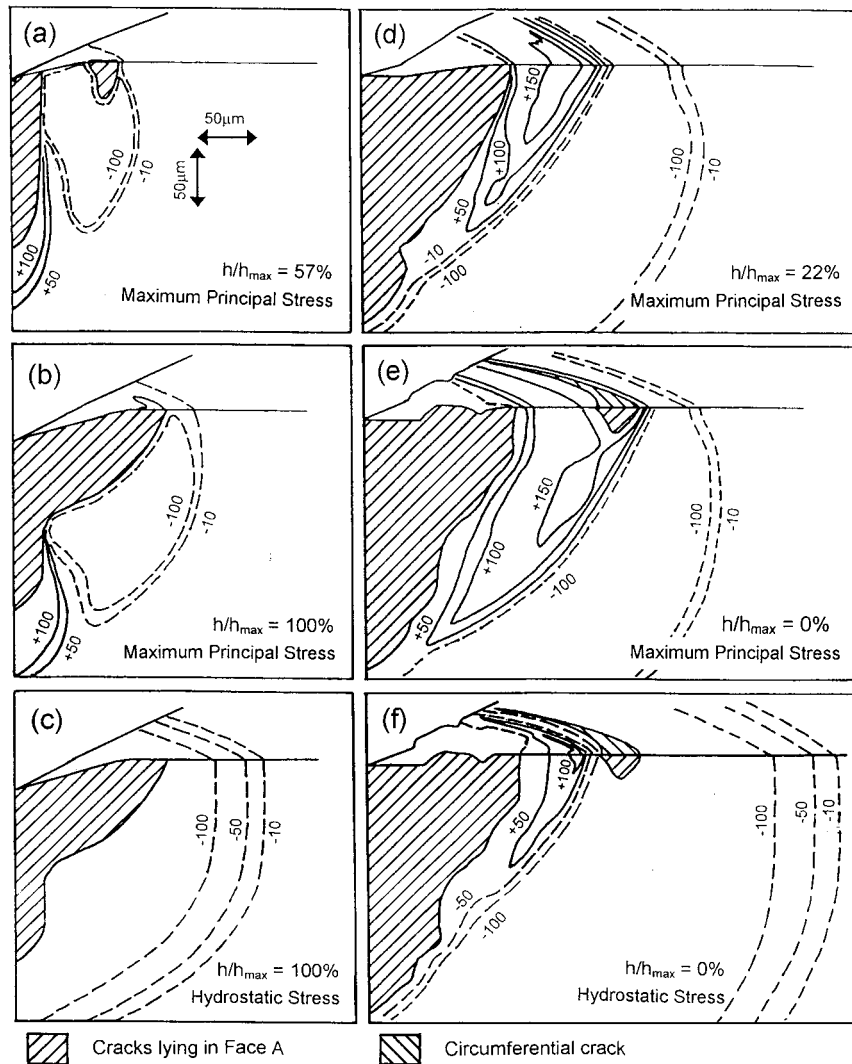 (a)
50μm
50μm
-100
-10
+100
+50
h/hmax = 57%
Maximum Principal Stress
(b)
-100
-10
+100
+50
h/hmax = 100%
Maximum Principal Stress
(c)
-100
-50
-10
h/hmax = 100%
Hydrostatic Stress
(d)
+150
+100
+50
-10
-100
-100
-10
h/hmax = 22%
Maximum Principal Stress
(e)
+150
+100
+50
-100
-100
-10
h/hmax = 0%
Maximum Principal Stress
(f)
+100
+50
-50
-100
-100
-50
-10
h/hmax = 0%
Hydrostatic Stress
Cracks lying in Face A
Circumferential crack